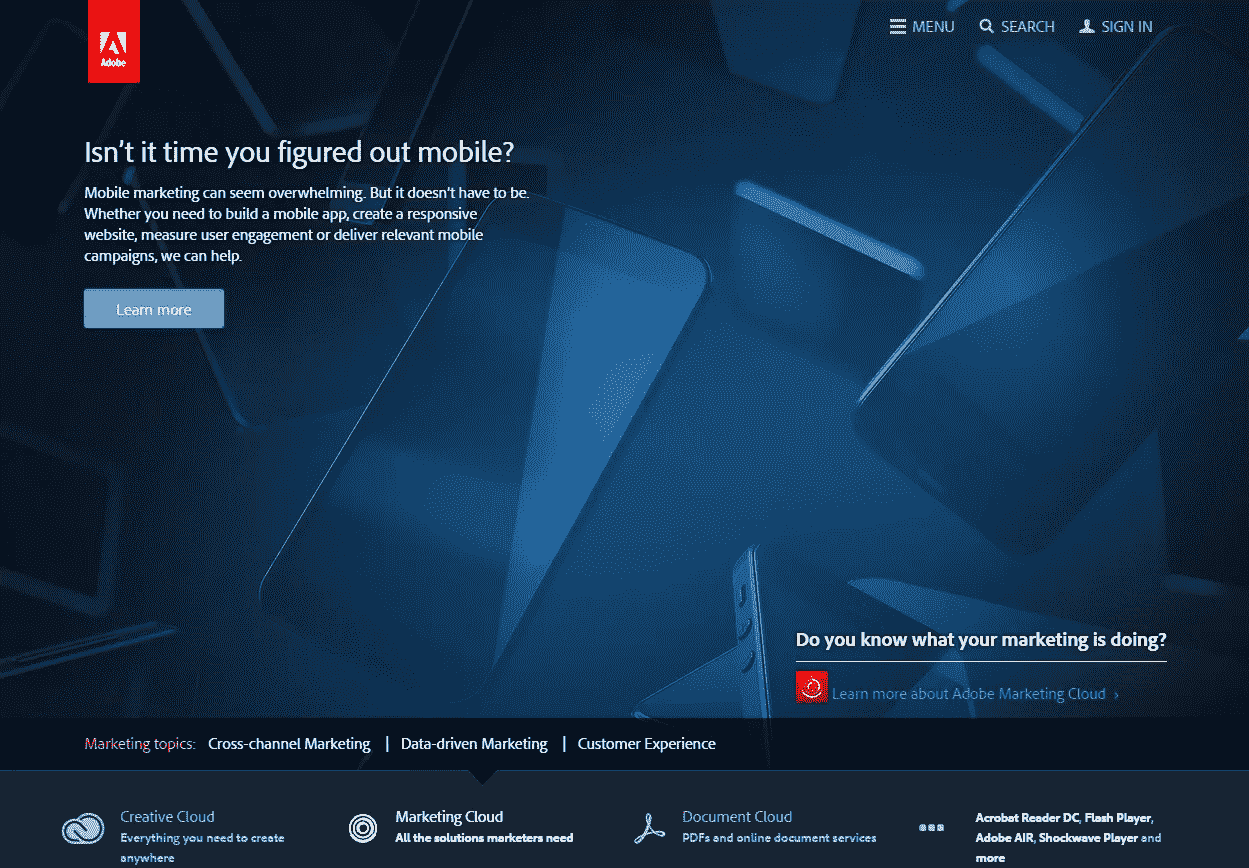 Adobe
MENU
SEARCH
SIGN IN
Isn't it time you figured out mobile?
Mobile marketing can seem overwhelming. But it doesn't have to be.
Whether you need to build a mobile app, create a responsive
website, measure user engagement or deliver relevant mobile
campaigns, we can help.
Learn more
Do you know what your marketing is doing?
Learn more about Adobe Marketing Cloud ›
Marketing topics: Cross-channel Marketing | Data-driven Marketing | Customer Experience
Creative Cloud
Everything you need to create
anywhere
Marketing Cloud
All the solutions marketers need
Document Cloud
PDFs and online document services
Acrobat Reader DC, Flash Player,
Adobe AIR, Shockwave Player and
more